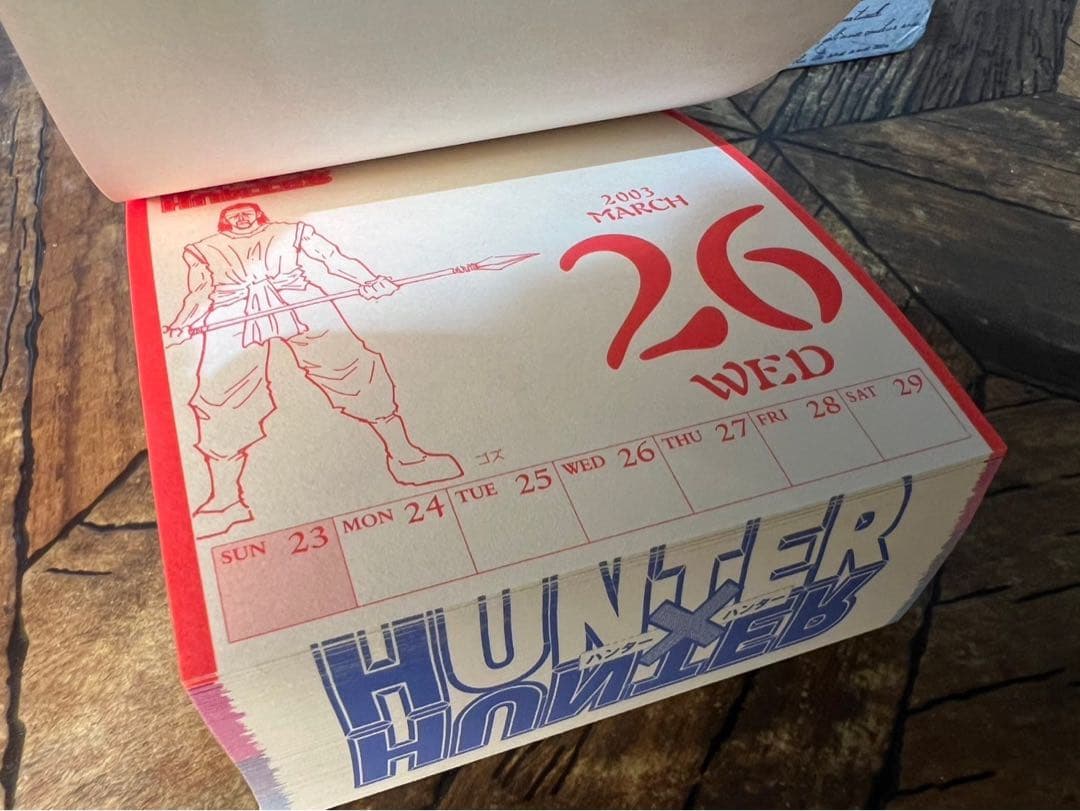 2003
MARCH
26
WED
ゴズ
SUN 23 MON 24 TUE 25 WED 26 THU 27 FRI 28 SAT 29
HUNTER
ハンター×ハンター
HUNTER